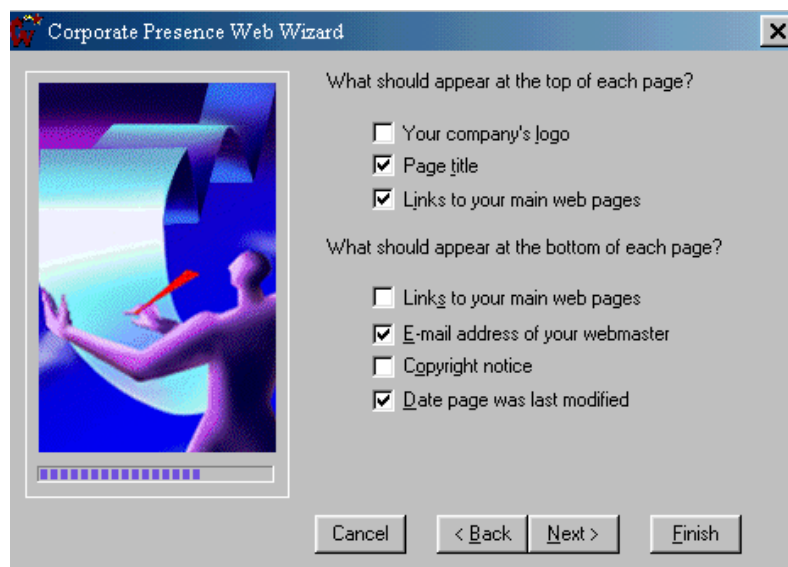 Corporate Presence Web Wizard
What should appear at the top of each page?
Your company's logo
Page title
Links to your main web pages
What should appear at the bottom of each page?
Links to your main web pages
E-mail address of your webmaster
Copyright notice
Date page was last modified
Cancel
< Back
Next >
Finish